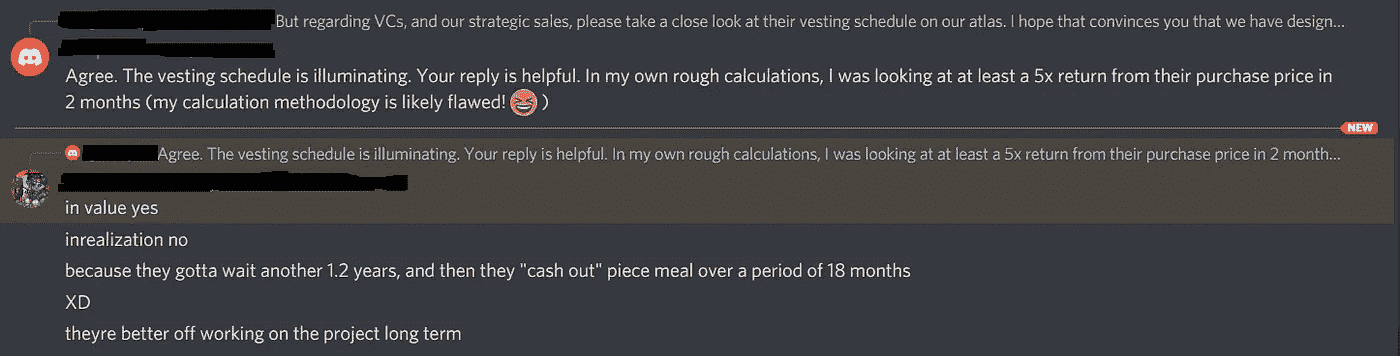 But regarding VCs, and our strategic sales, please take a close look at their vesting schedule on our atlas. I hope that convinces you that we have design...
Agree. The vesting schedule is illuminating. Your reply is helpful. In my own rough calculations, I was looking at at least a 5x return from their purchase price in
2 months (my calculation methodology is likely flawed! 😆 )
NEW
Agree. The vesting schedule is illuminating. Your reply is helpful. In my own rough calculations, I was looking at at least a 5x return from their purchase price in 2 month...
in value yes
inrealization no
because they gotta wait another 1.2 years, and then they "cash out" piece meal over a period of 18 months
XD
theyre better off working on the project long term